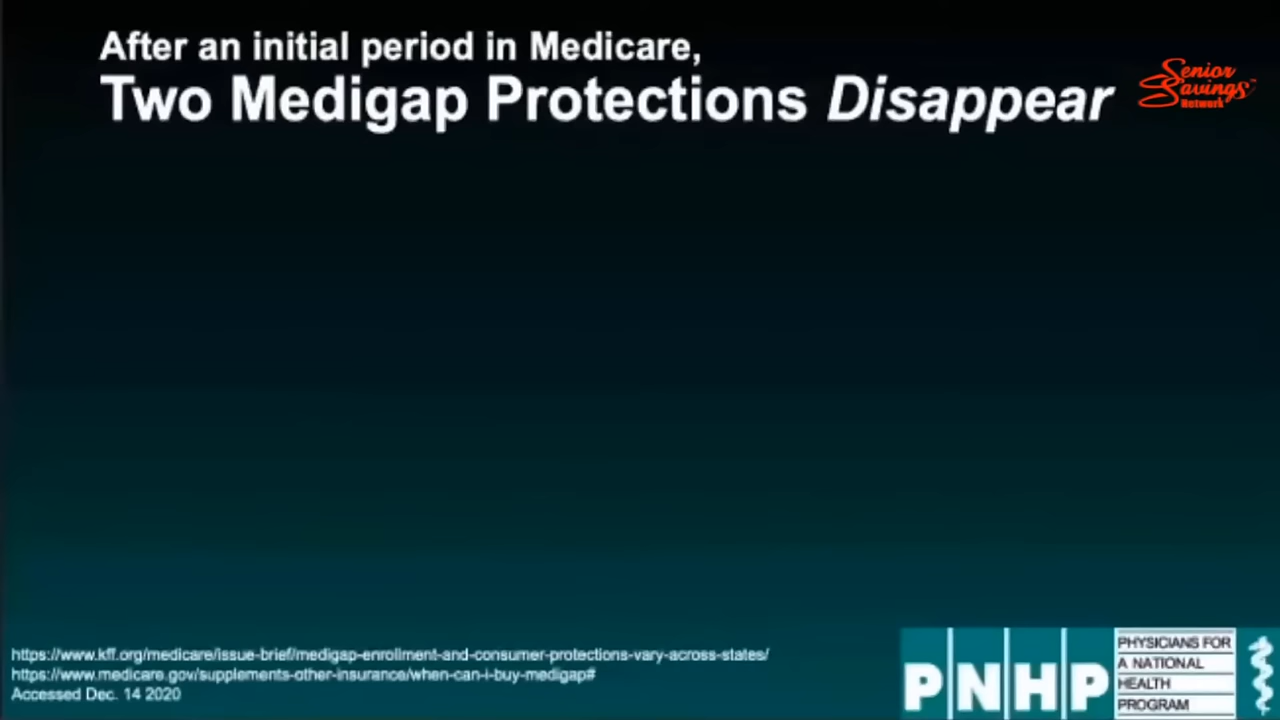 After an initial period in Medicare,
Two Medigap Protections Disappear
Senior
Savings
Network
https://www.kff.org/medicare/issue-brief/medigap-enrollment-and-consumer-protections-vary-across-states/
https://www.medicare.gov/supplements-other-insurance/when-can-i-buy-medigap#
Accessed Dec. 14 2020
PNHP
PHYSICIANS FOR
A NATIONAL
HEALTH
PROGRAM